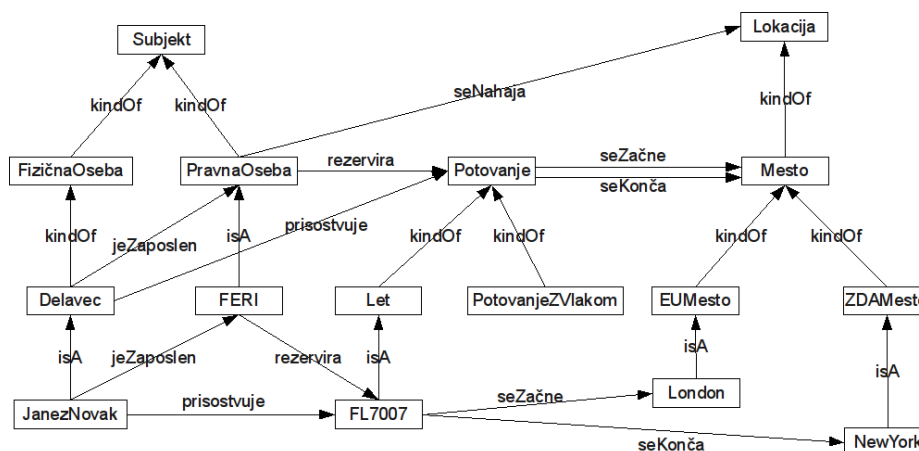 Subjekt
Lokacija
kindOf
kindOf
seNahaja
kindOf
FizičnaOseba
PravnaOseba
rezervira
Potovanje
seZačne
seKonča
Mesto
kindOf
jeZaposlen
isA
prisostvuje
kindOf
kindOf
kindOf
kindOf
Delavec
FERI
Let
PotovanjeZVlakom
EUMesto
ZDAMesto
isA
jeZaposlen
rezervira
isA
isA
isA
JanezNovak
prisostvuje
FL7007
seZačne
London
seKonča
NewYork